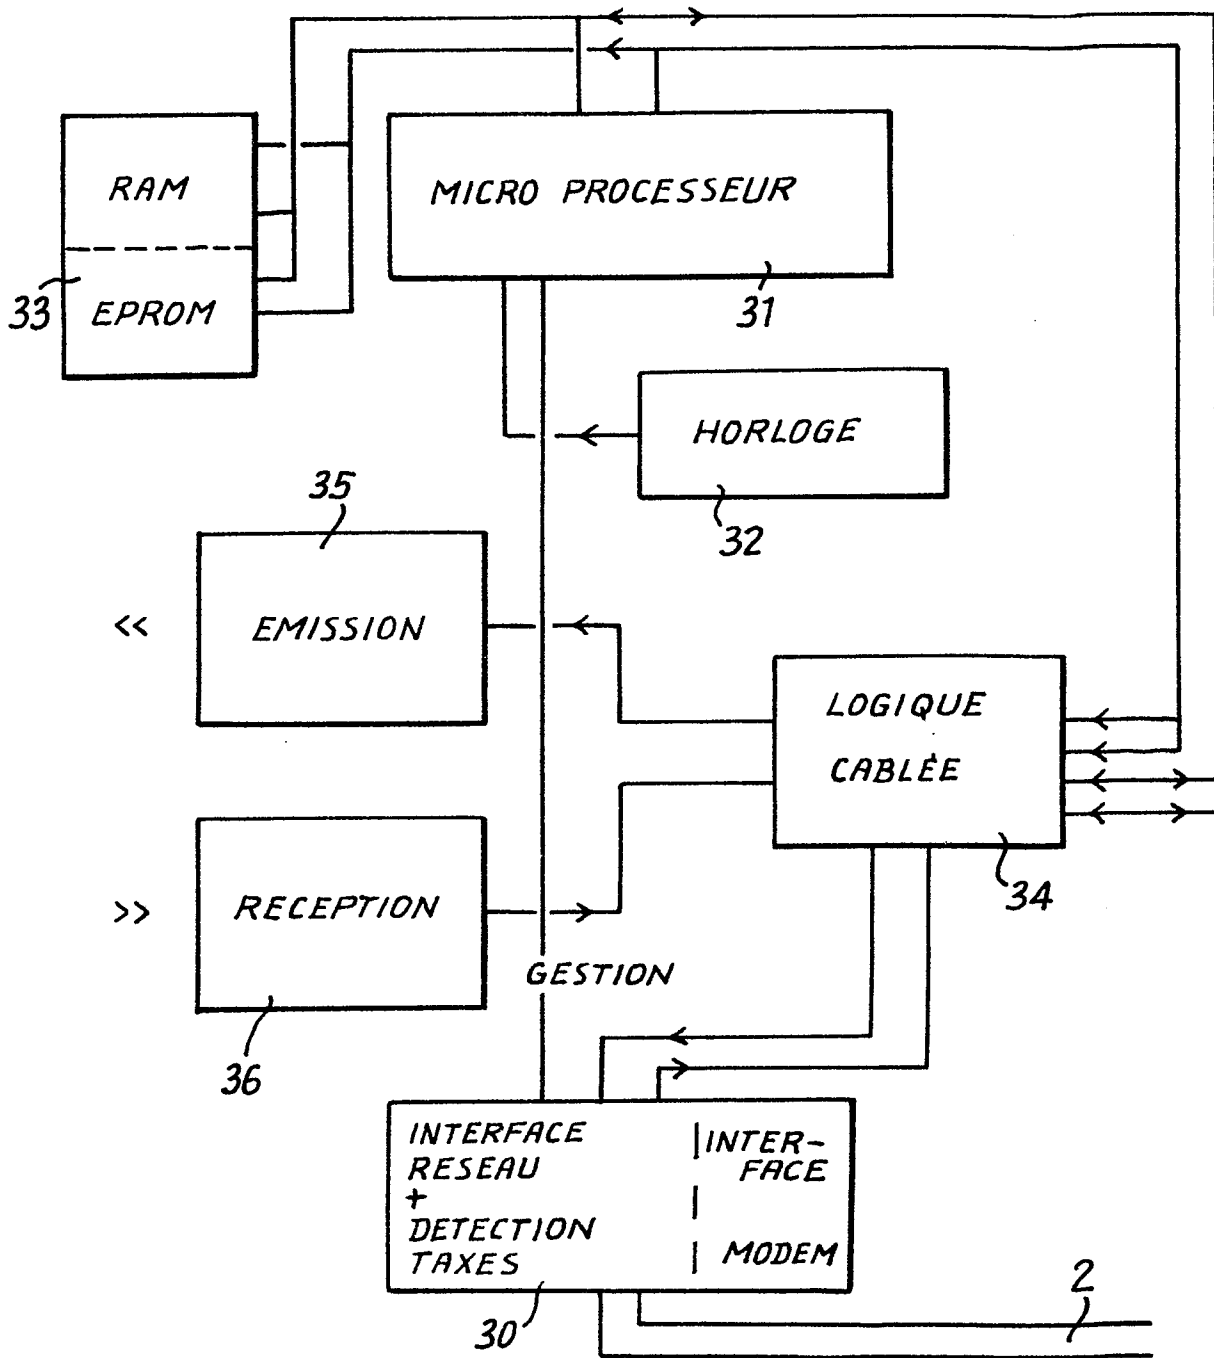 RAM
MICRO PROCESSEUR
33
EPROM
31
HORLOGE
35
32
<<
EMISSION
LOGIQUE
CABLÉE
>>
RECEPTION
34
GESTION
36
INTERFACE
RESEAU
+
DETECTION
TAXES
INTER-
FACE
MODEM
30
2